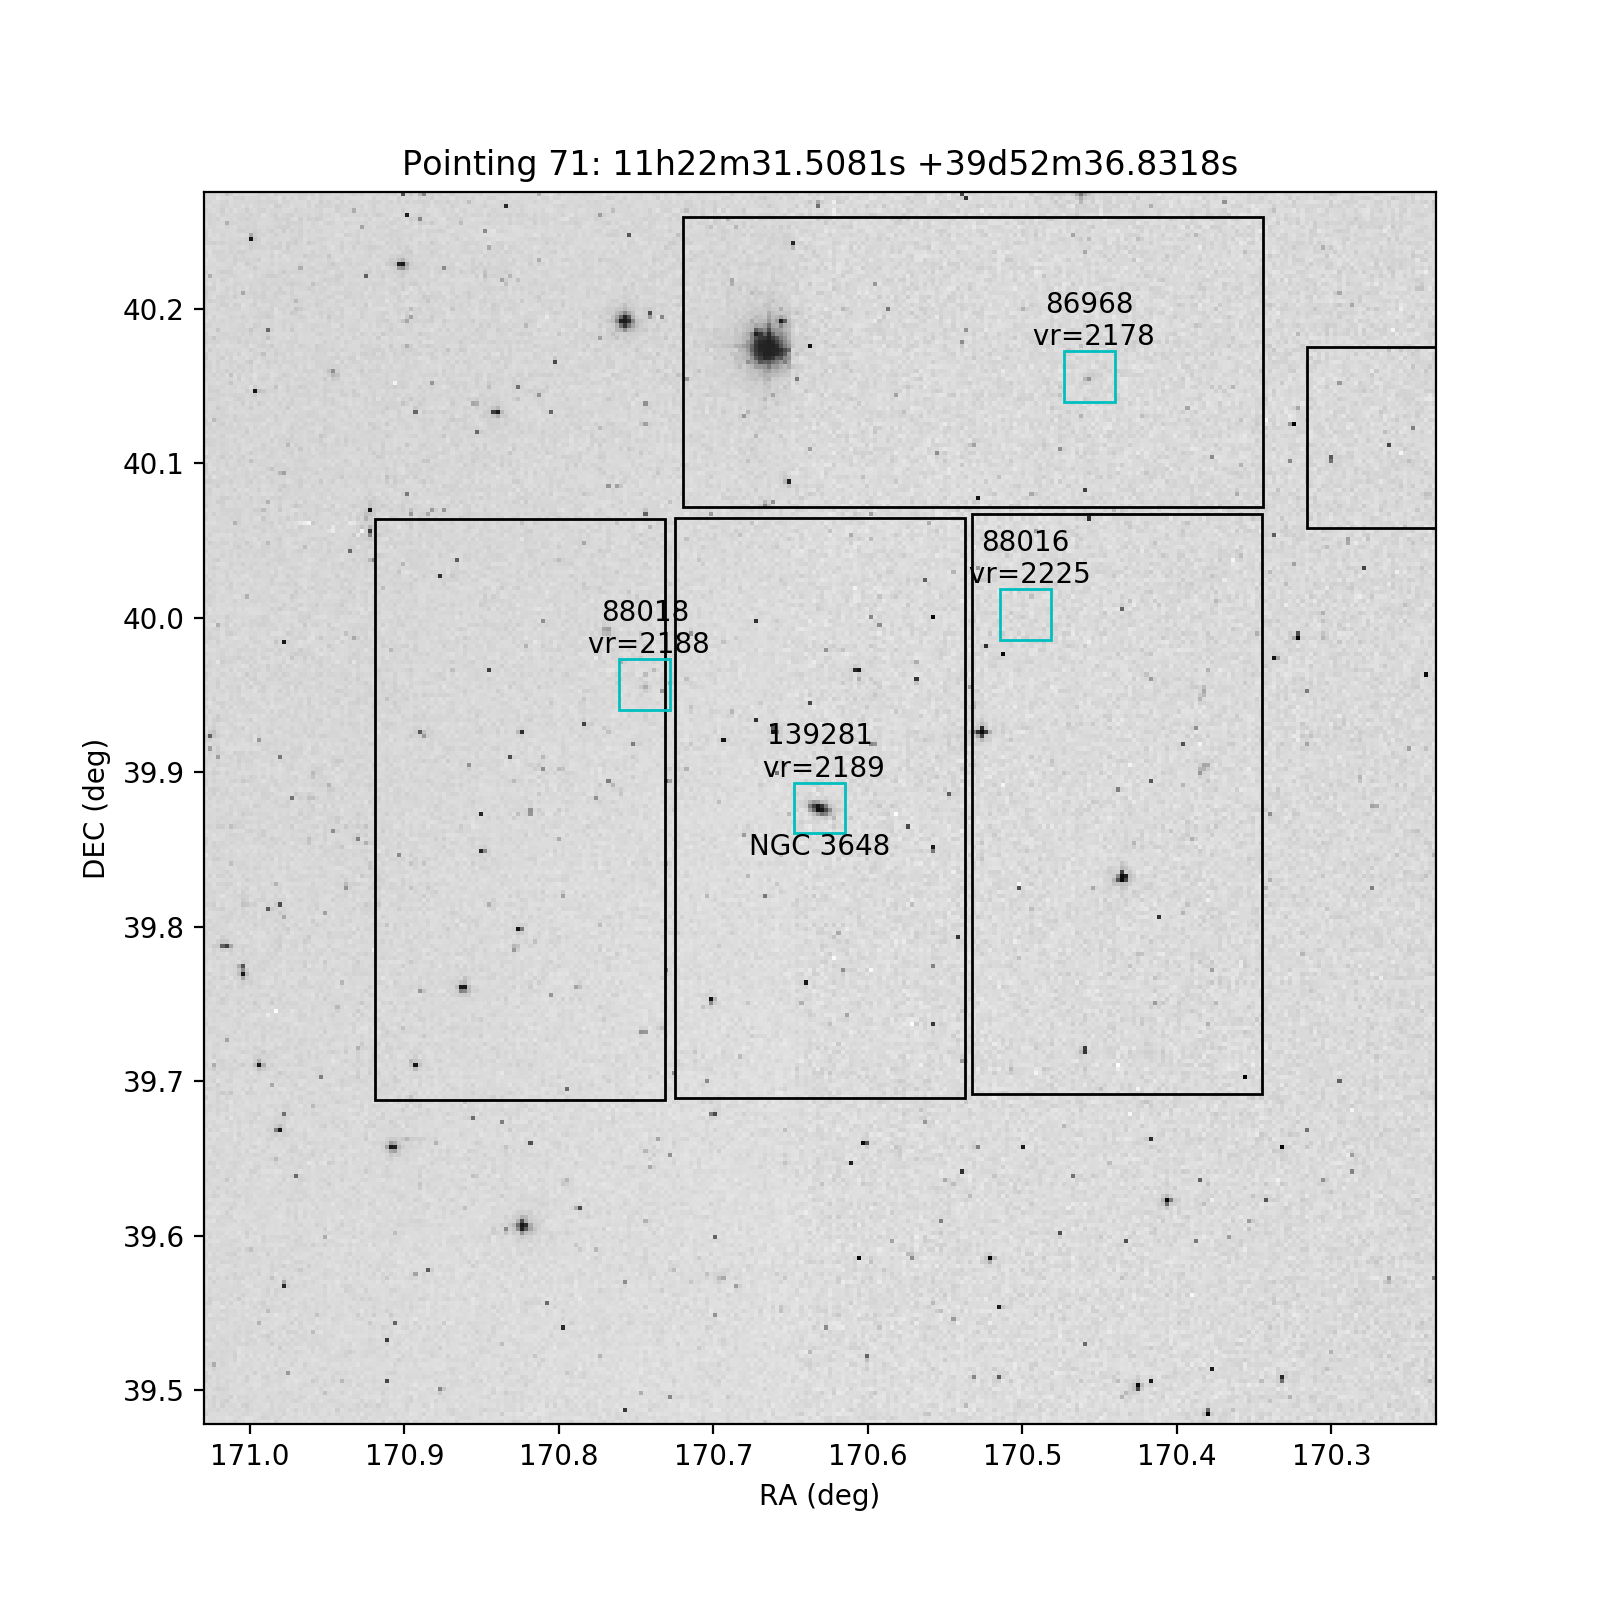 Pointing 71: 11h22m31.5081s +39d52m36.8318s
86968
vr=2178
88016
vr=2225
88018
vr=2188
139281
vr=2189
NGC 3648
40.2
40.1
40.0
39.9
39.8
39.7
39.6
39.5
DEC (deg)
171.0 170.9 170.8 170.7 170.6 170.5 170.4 170.3
RA (deg)